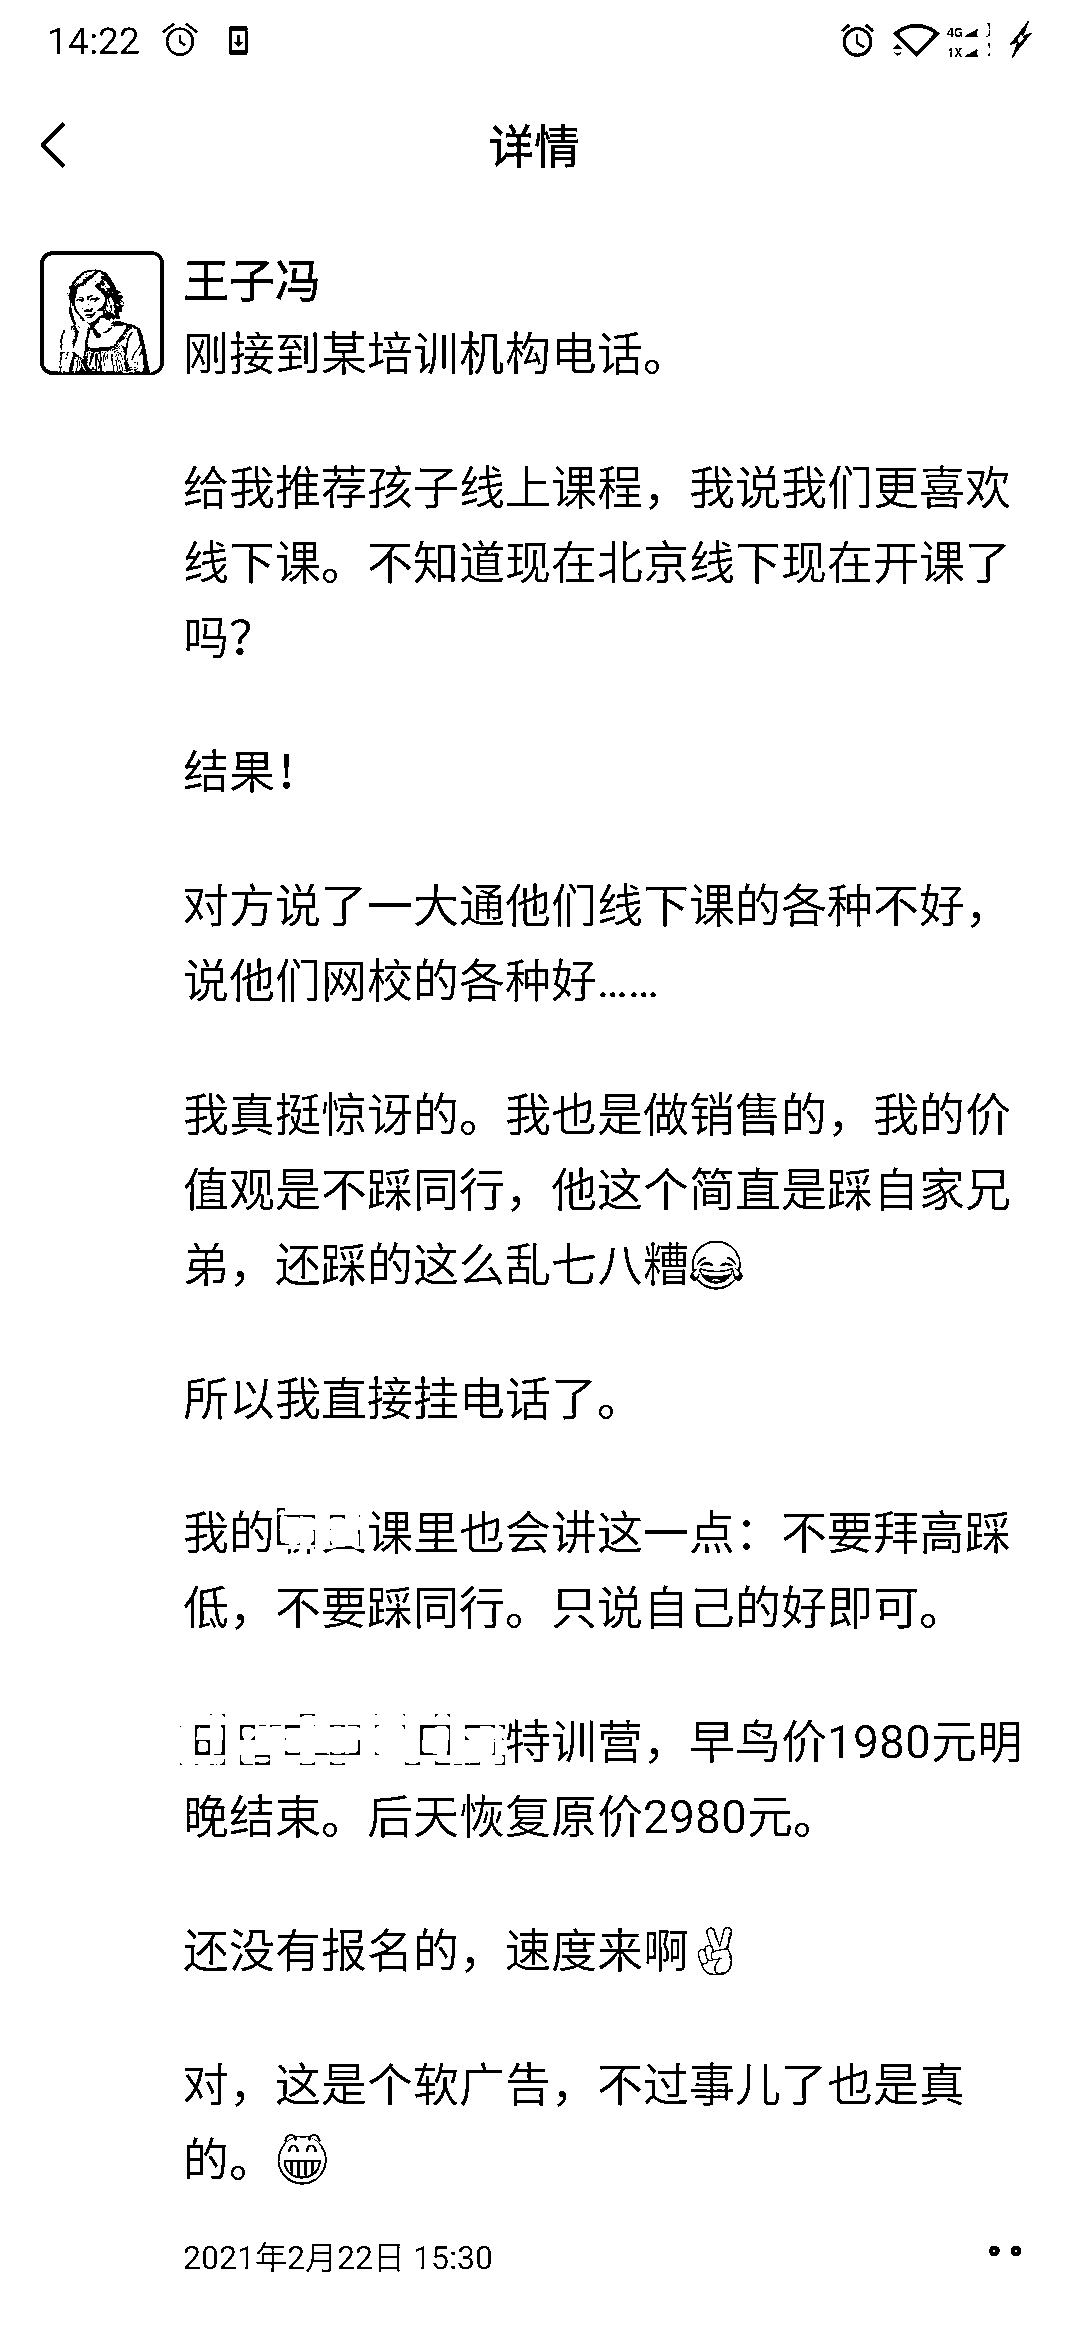 14:22
4G
1X
详情
王子冯
刚接到某培训机构电话。
给我推荐孩子线上课程，我说我们更喜欢
线下课。不知道现在北京线下现在开课了
吗？
结果！
对方说了一大通他们线下课的各种不好，
说他们网校的各种好……
我真挺惊讶的。我也是做销售的，我的价
值观是不踩同行，他这个简直是踩自家兄
弟，还踩的这么乱七八糟😂
所以我直接挂电话了。
我的课里也会讲这一点：不要拜高踩
低，不要踩同行。只说自己的好即可。
特训营，早鸟价1980元明
晚结束。后天恢复原价2980元。
还没有报名的，速度来啊✌
对，这是个软广告，不过事儿了也是真
的。😁
2021年2月22日 15:30